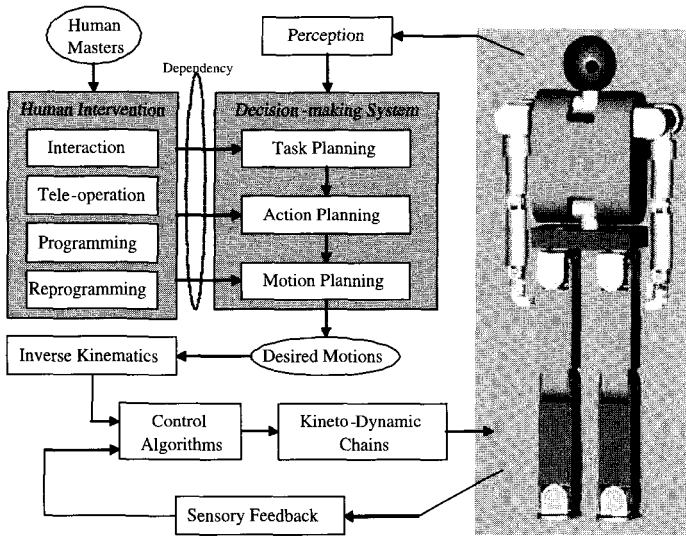 Human
Masters
Perception
Dependency
Human Intervention
Decision-making System
Interaction
Task Planning
Tele-operation
Action Planning
Programming
Reprogramming
Motion Planning
Inverse Kinematics
Desired Motions
Control
Algorithms
Kineto-Dynamic
Chains
Sensory Feedback